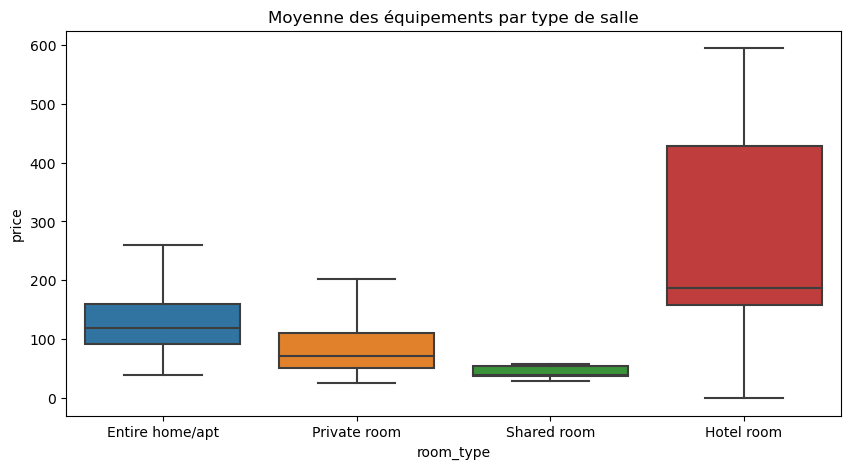 Moyenne des équipements par type de salle
600
500
400
300
200
100
0
price
Entire home/apt
Private room
Shared room
Hotel room
room_type